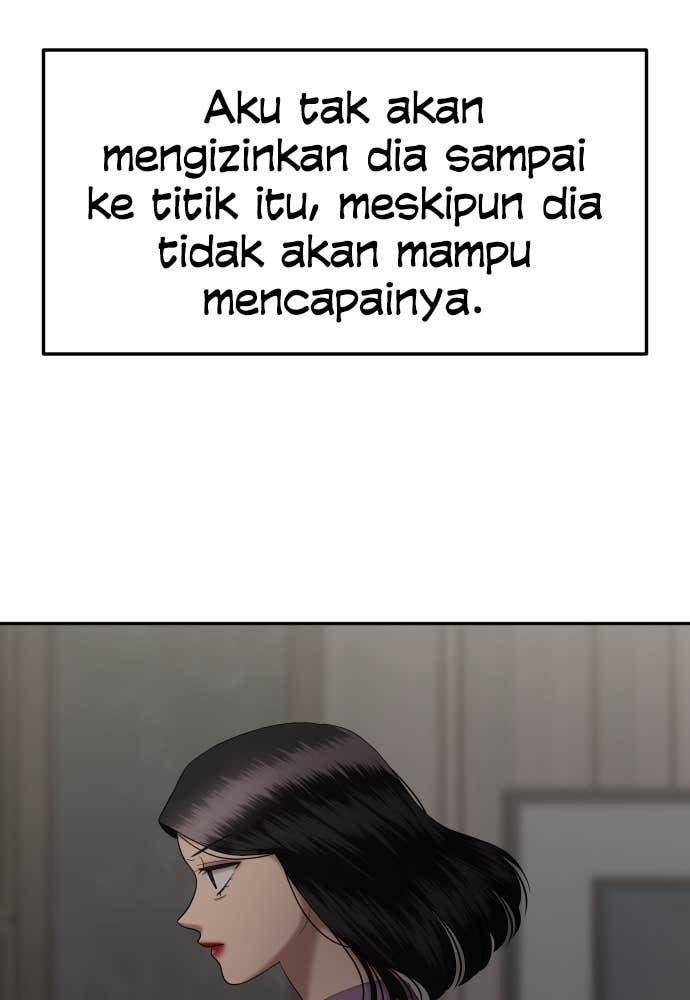 Aku tak akan
mengizinkan dia sampai
ke titik itu, meskipun dia
tidak akan mampu
mencapainya.